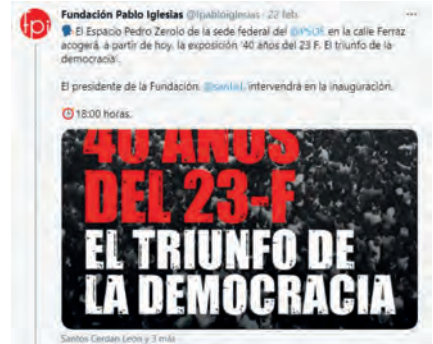 fpi
Fundación Pablo Iglesias @fpabloiglesias · 22 feb.
El Espacio Pedro Zerolo de la sede federal del @PSOE en la calle Ferraz
acogerá, a partir de hoy, la exposición '40 años del 23 F. El triunfo de la
democracia'.
El presidente de la Fundación, intervendrá en la inauguración.
18:00 horas.
40 AÑOS
DEL 23-F
EL TRIUNFO DE
LA DEMOCRACIA
Santos Cerdán León y 3 más